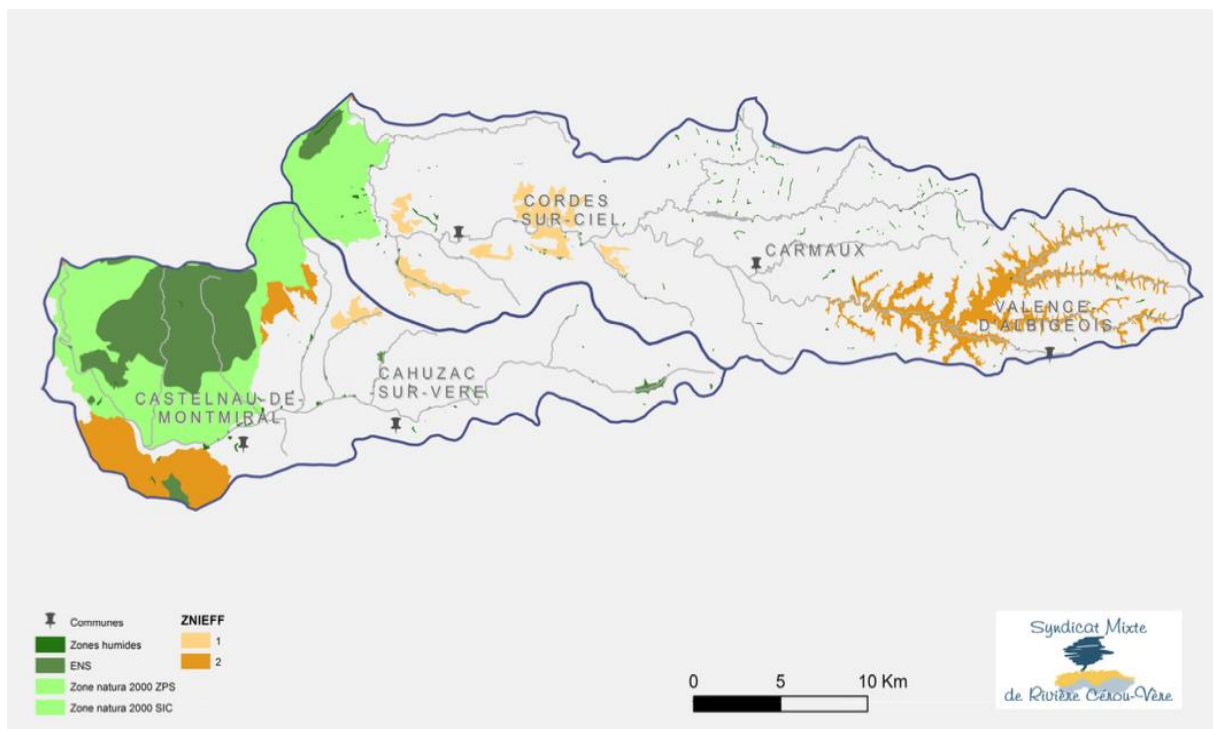 CORDES
-SUR-CIEL
CARMAUX
VALENCE
D'ALBIGEOIS
CAHUZAC
-SUR-VERE
CASTELNAU-DE-
MONTMIRAL
Communes
Zones humides
ENS
Zone natura 2000 ZPS
Zone natura 2000 SIC
ZNIEFF
1
2
0 5 10 Km
Syndicat Mixte
de Rivière Cérou-Vère